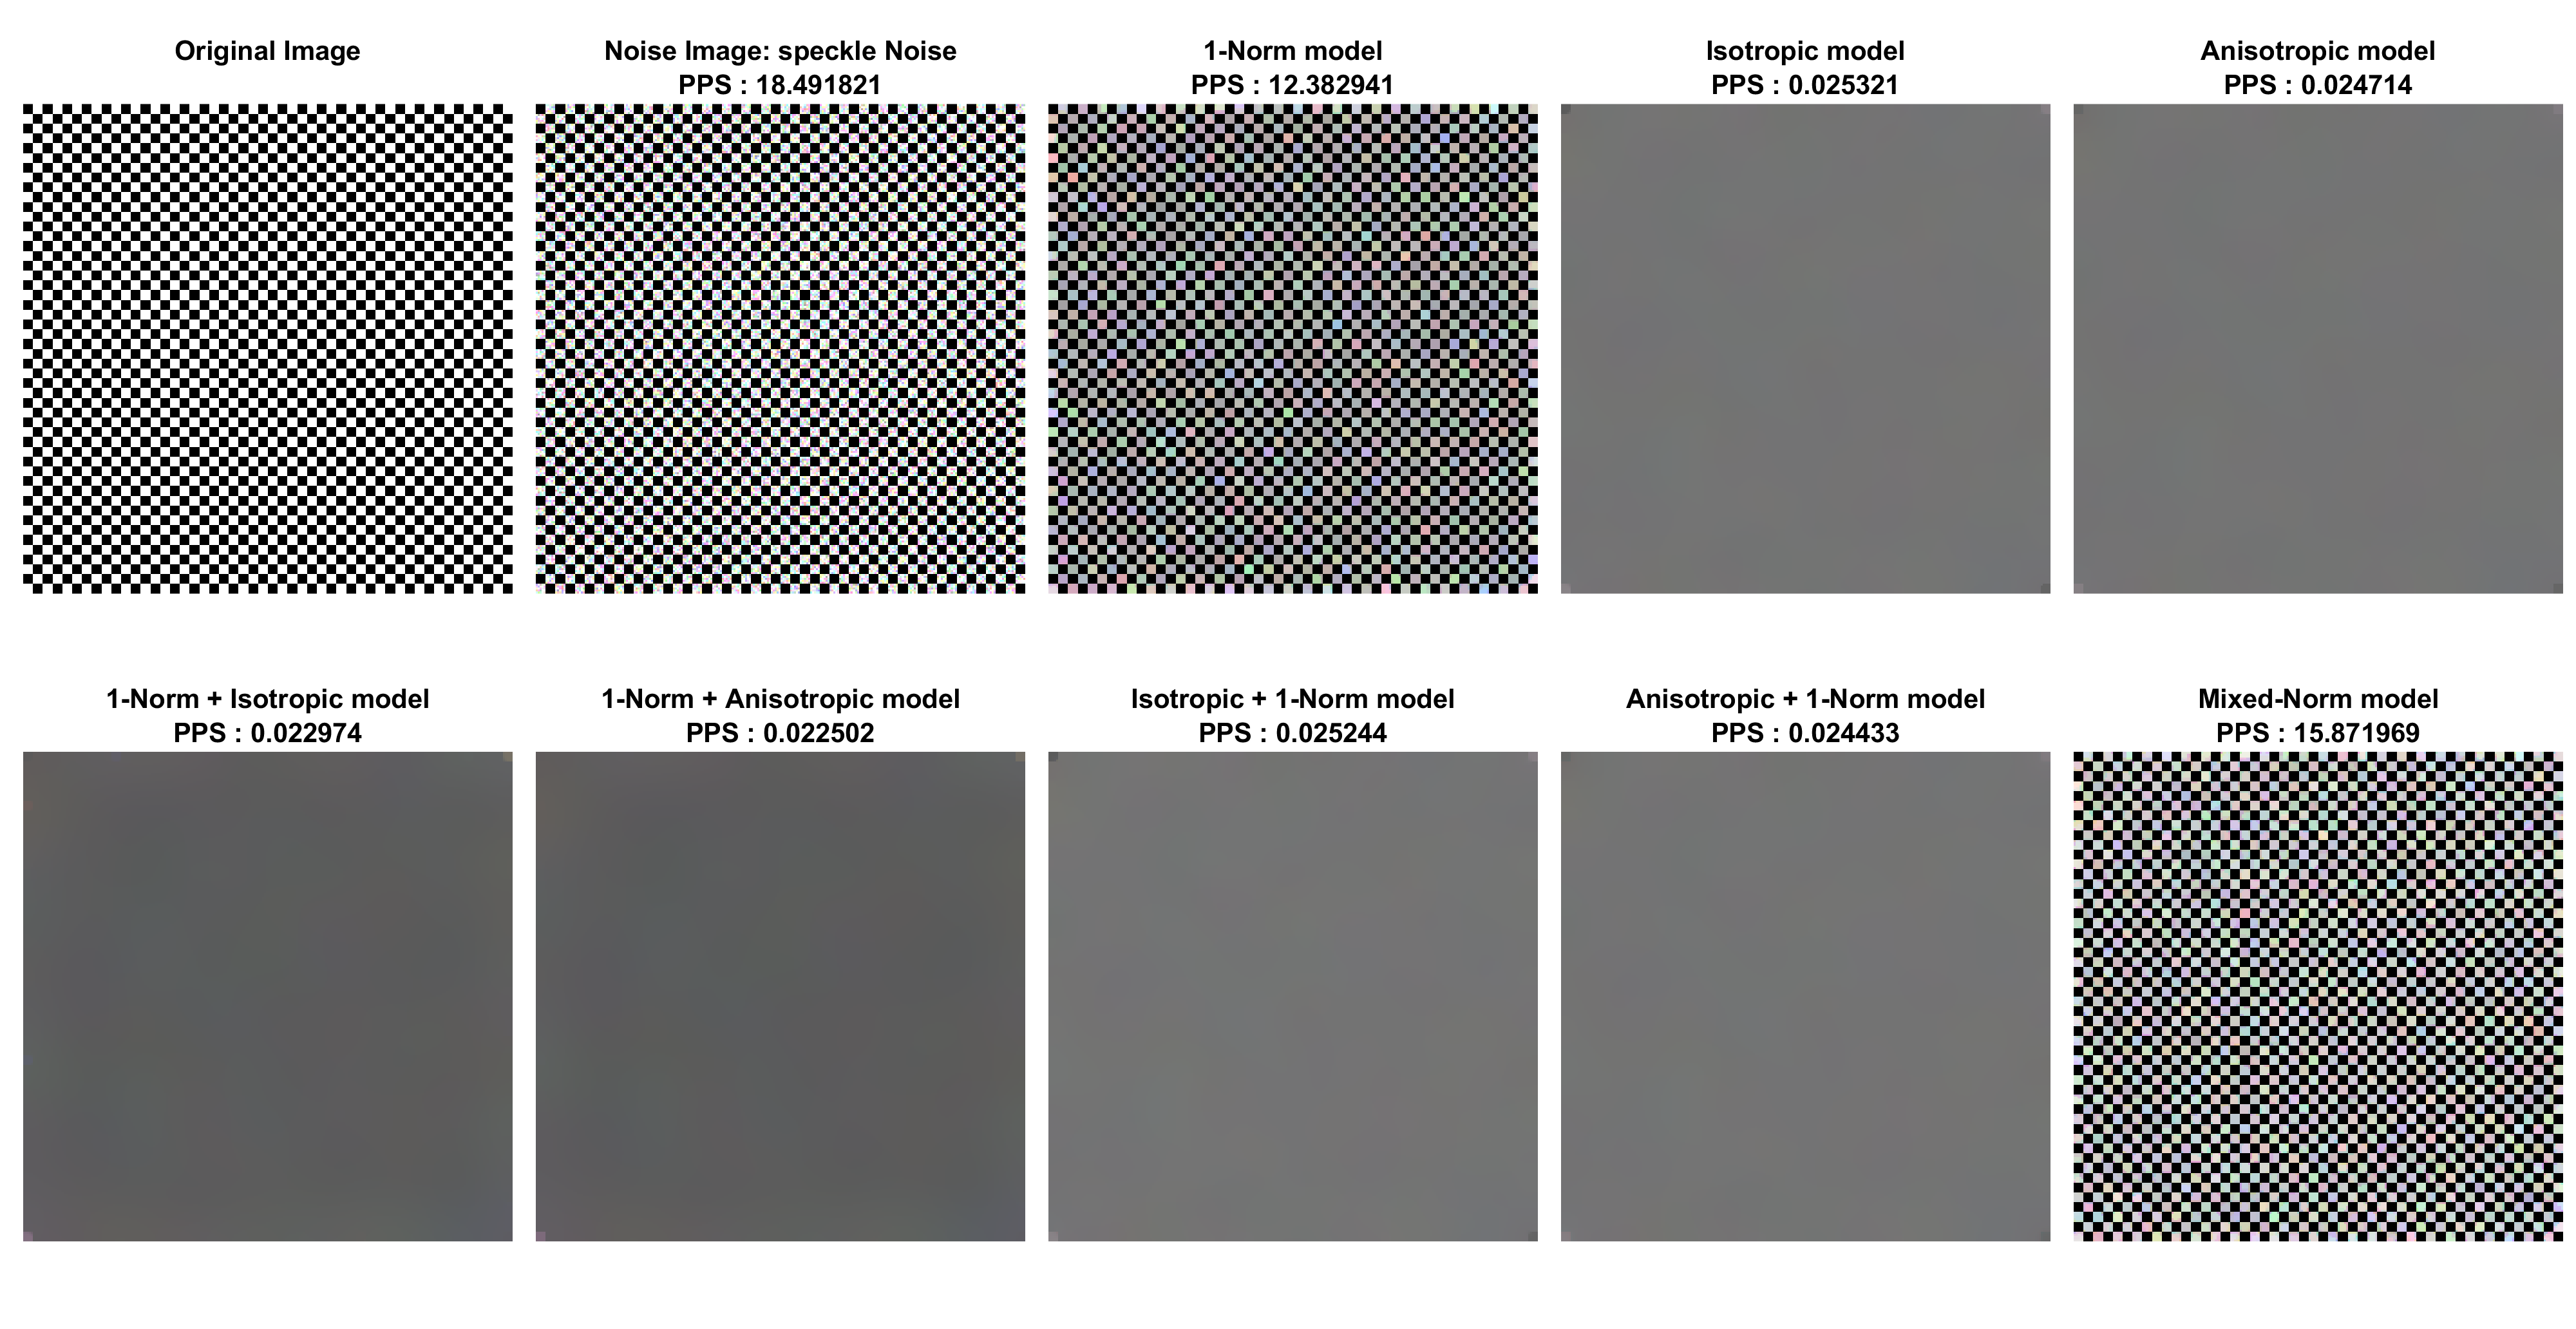 Original Image
Noise Image: speckle Noise
PPS : 18.491821
1-Norm model
PPS : 12.382941
Isotropic model
PPS : 0.025321
Anisotropic model
PPS : 0.024714
1-Norm + Isotropic model
PPS : 0.022974
1-Norm + Anisotropic model
PPS : 0.022502
Isotropic + 1-Norm model
PPS : 0.025244
Anisotropic + 1-Norm model
PPS : 0.024433
Mixed-Norm model
PPS : 15.871969